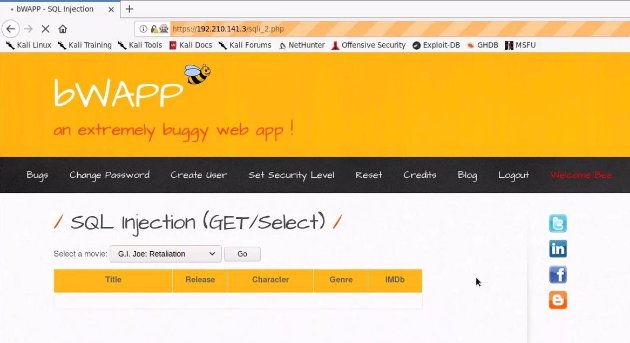 bWAPP - SQL Injection
https://192.210.141.3/sqli_2.php
Kali Linux Kali Training Kali Tools Kali Docs Kali Forums NetHunter Offensive Security Exploit-DB GHDB MSFU
bWAPP
an extremely buggy web app !
Bugs Change Password Create User Set Security Level Reset Credits Blog Logout Welcome Bee
/ SQL Injection (GET/Select) /
Select a movie: G.I. Joe: Retaliation Go
Title Release Character Genre IMDb